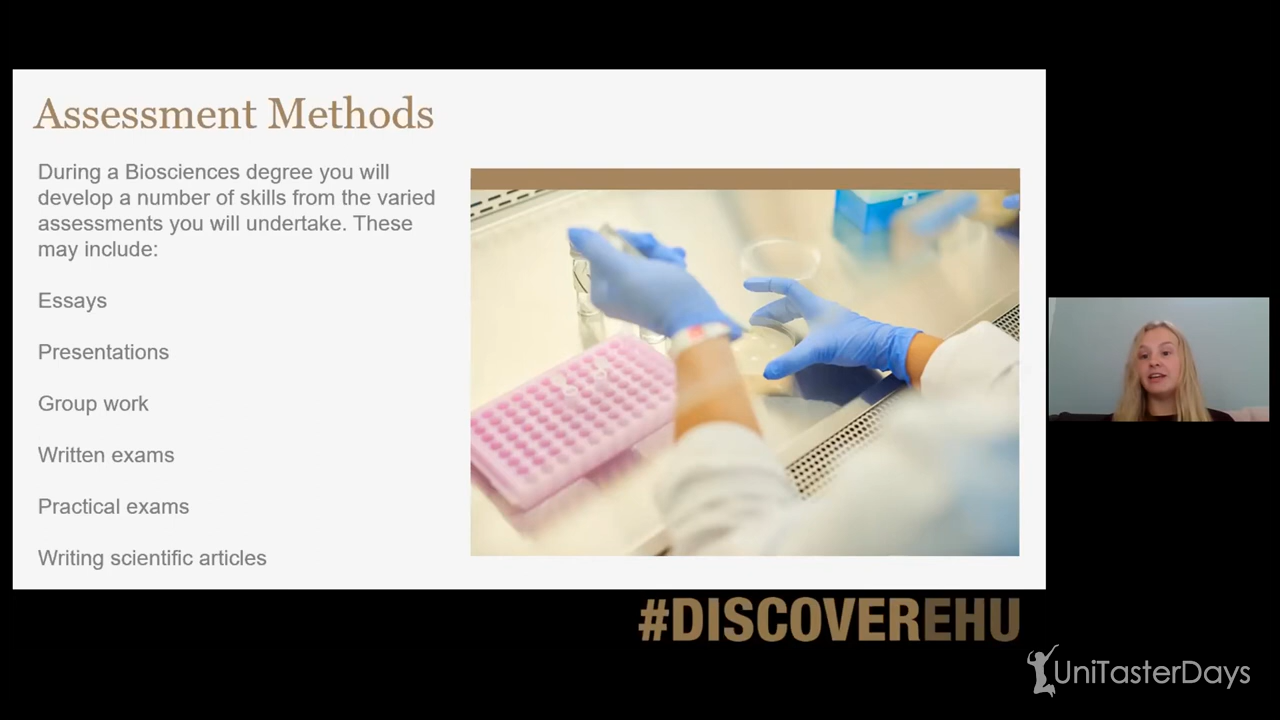 Assessment Methods
During a Biosciences degree you will
develop a number of skills from the varied
assessments you will undertake. These
may include:
Essays
Presentations
Group work
Written exams
Practical exams
Writing scientific articles
#DISCOVEREHU
UniTasterDays